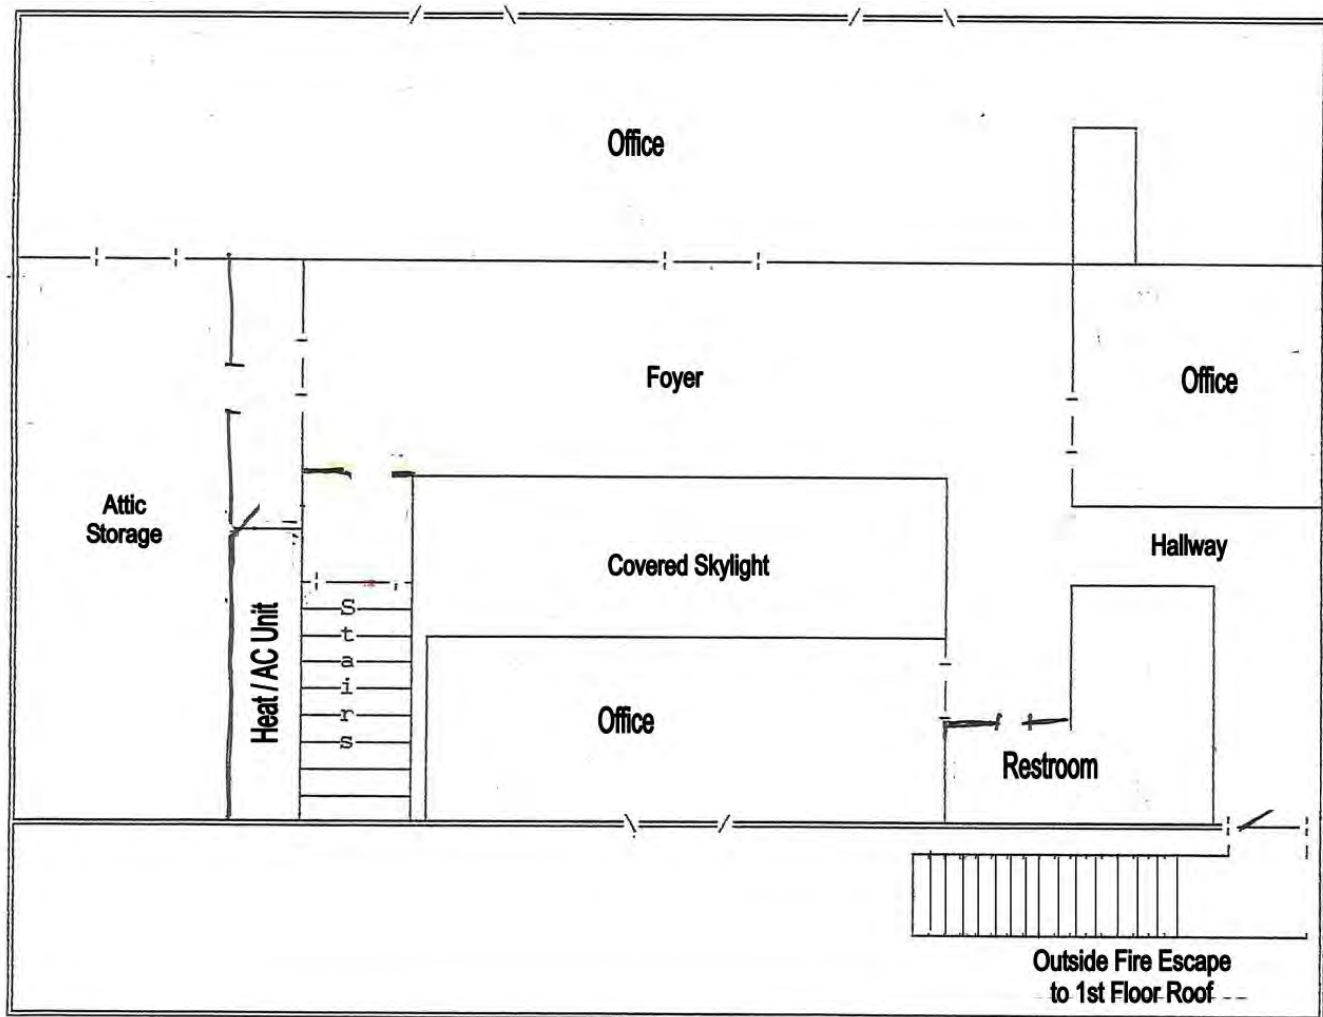 Office
Foyer
Office
Attic
Storage
Hallway
Covered Skylight
Heat / AC Unit
Stairs
Office
Restroom
Outside Fire Escape
to 1st Floor Roof